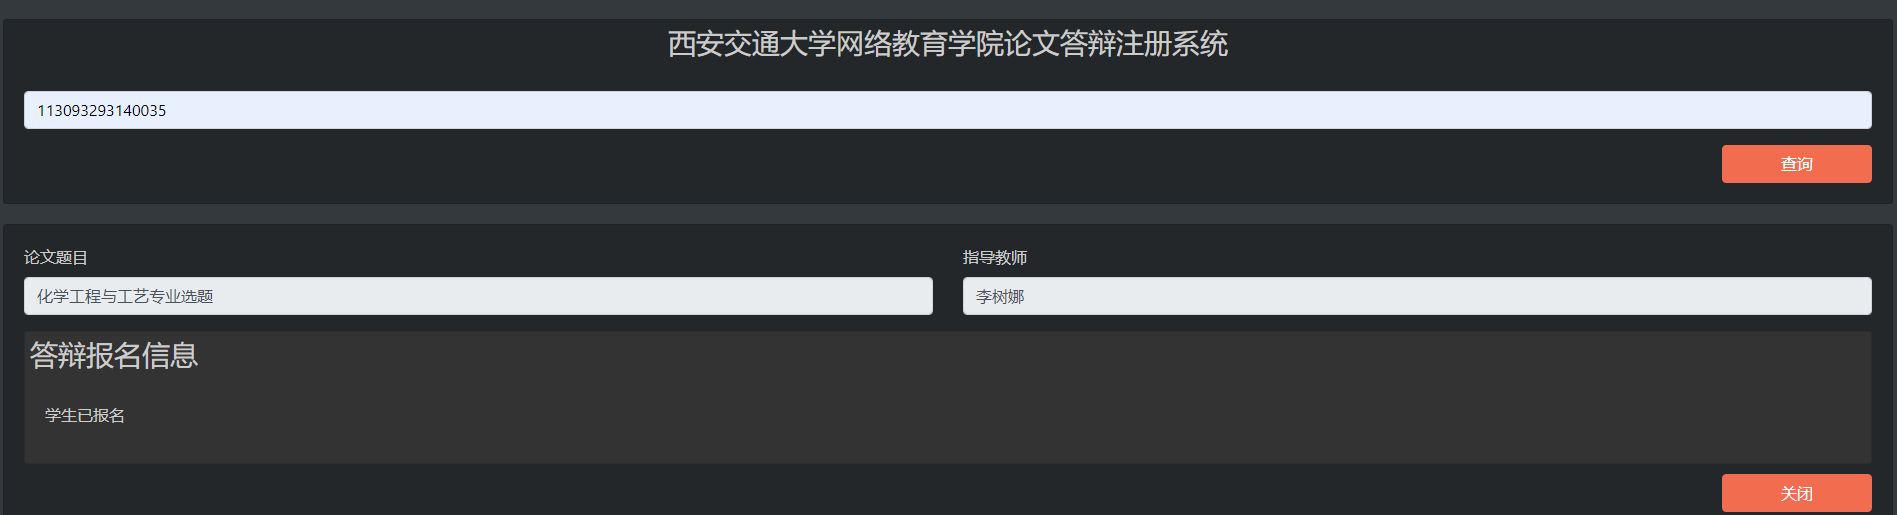 西安交通大学网络教育学院论文答辩注册系统
113093293140035
查询
论文题目
指导教师
化学工程与工艺专业选题
李树娜
答辩报名信息
学生已报名
关闭